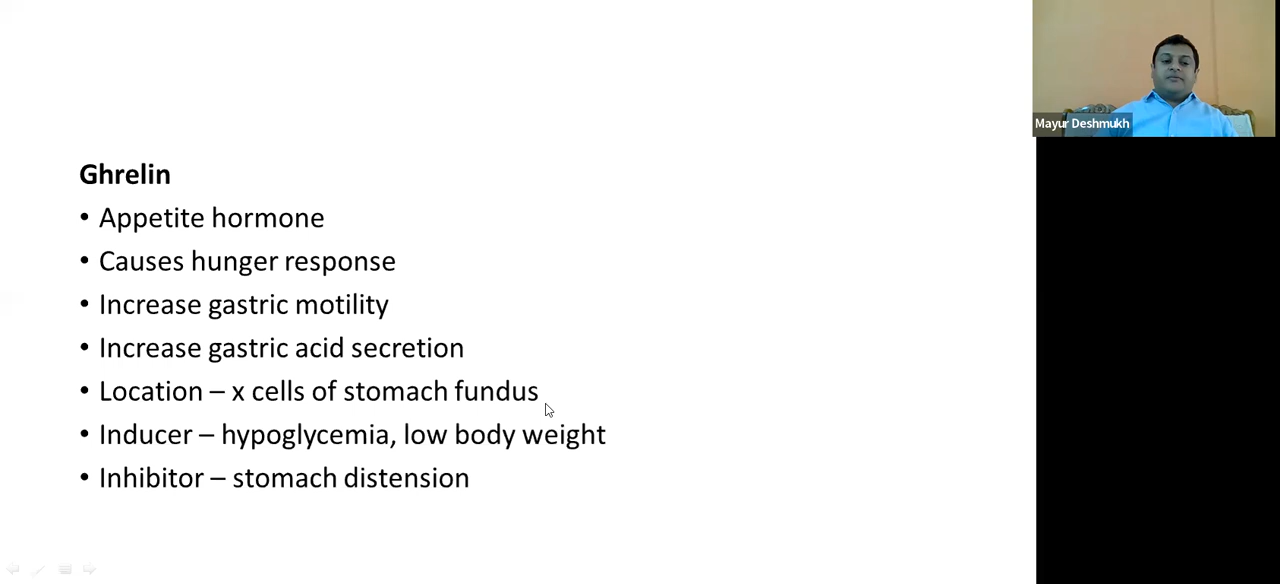 Ghrelin
• Appetite hormone
• Causes hunger response
• Increase gastric motility
• Increase gastric acid secretion
• Location – x cells of stomach fundus
• Inducer – hypoglycemia, low body weight
• Inhibitor – stomach distension
Mayur Deshmukh